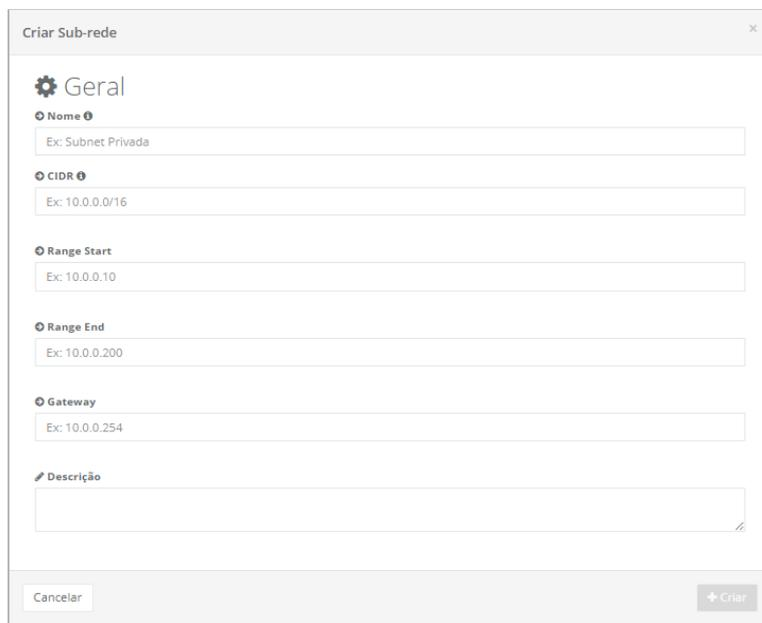 Criar Sub-rede
×
Geral
Nome
Ex: Subnet Privada
CIDR
Ex: 10.0.0.0/16
Range Start
Ex: 10.0.0.10
Range End
Ex: 10.0.0.200
Gateway
Ex: 10.0.0.254
Descrição
Cancelar
+ Criar